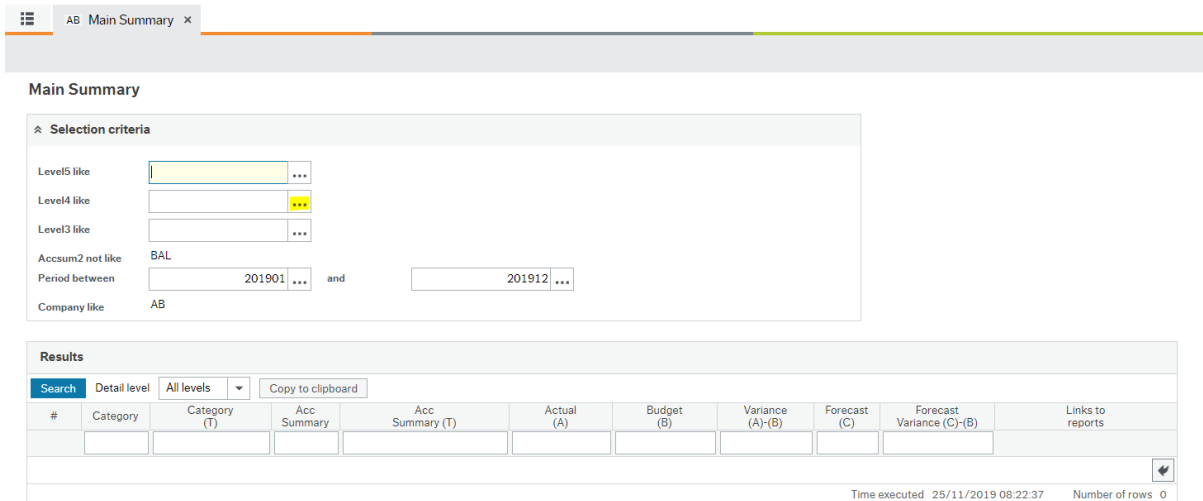 AB Main Summary ×
Main Summary
Selection criteria
Level5 like ...
Level4 like ...
Level3 like ...
Accsum2 not like BAL
Period between 201901 ... and 201912 ...
Company like AB
Results
Search Detail level All levels Copy to clipboard
# Category Category (T) Acc Summary Acc Summary (T) Actual (A) Budget (B) Variance (A)-(B) Forecast (C) Forecast Variance (C)-(B) Links to reports
Time executed 25/11/2019 08:22:37 Number of rows 0